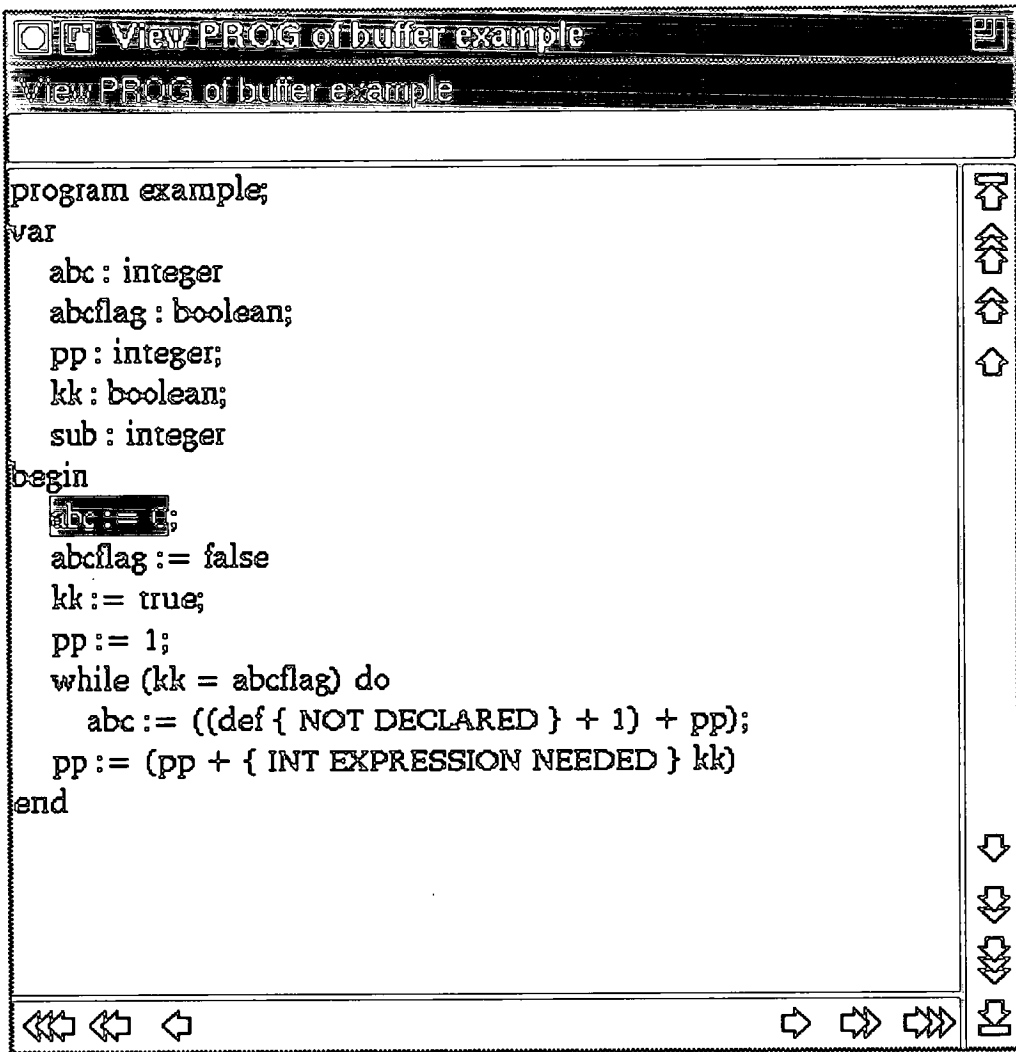 View PROG of buffer example
View PROG of buffer example
program example;
var
abc : integer
abcflag : boolean;
pp : integer;
kk : boolean;
sub : integer
begin
abc := 0;
abcflag := false
kk := true;
pp := 1;
while (kk = abcflag) do
abc := ((def { NOT DECLARED } + 1) + pp);
pp := (pp + { INT EXPRESSION NEEDED } kk)
end